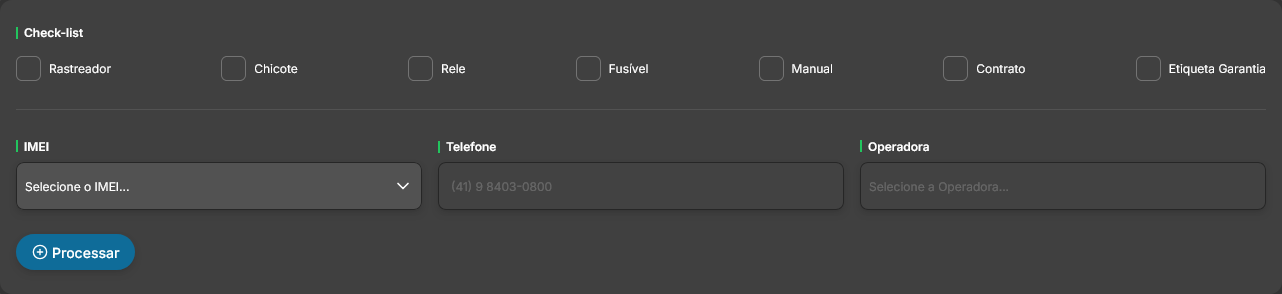 Check-list
Rastreador Chicote Rele Fusível Manual Contrato Etiqueta Garantia
IMEI Telefone Operadora
Selecione o IMEI... (41) 9 8403-0800 Selecione a Operadora...
Processar